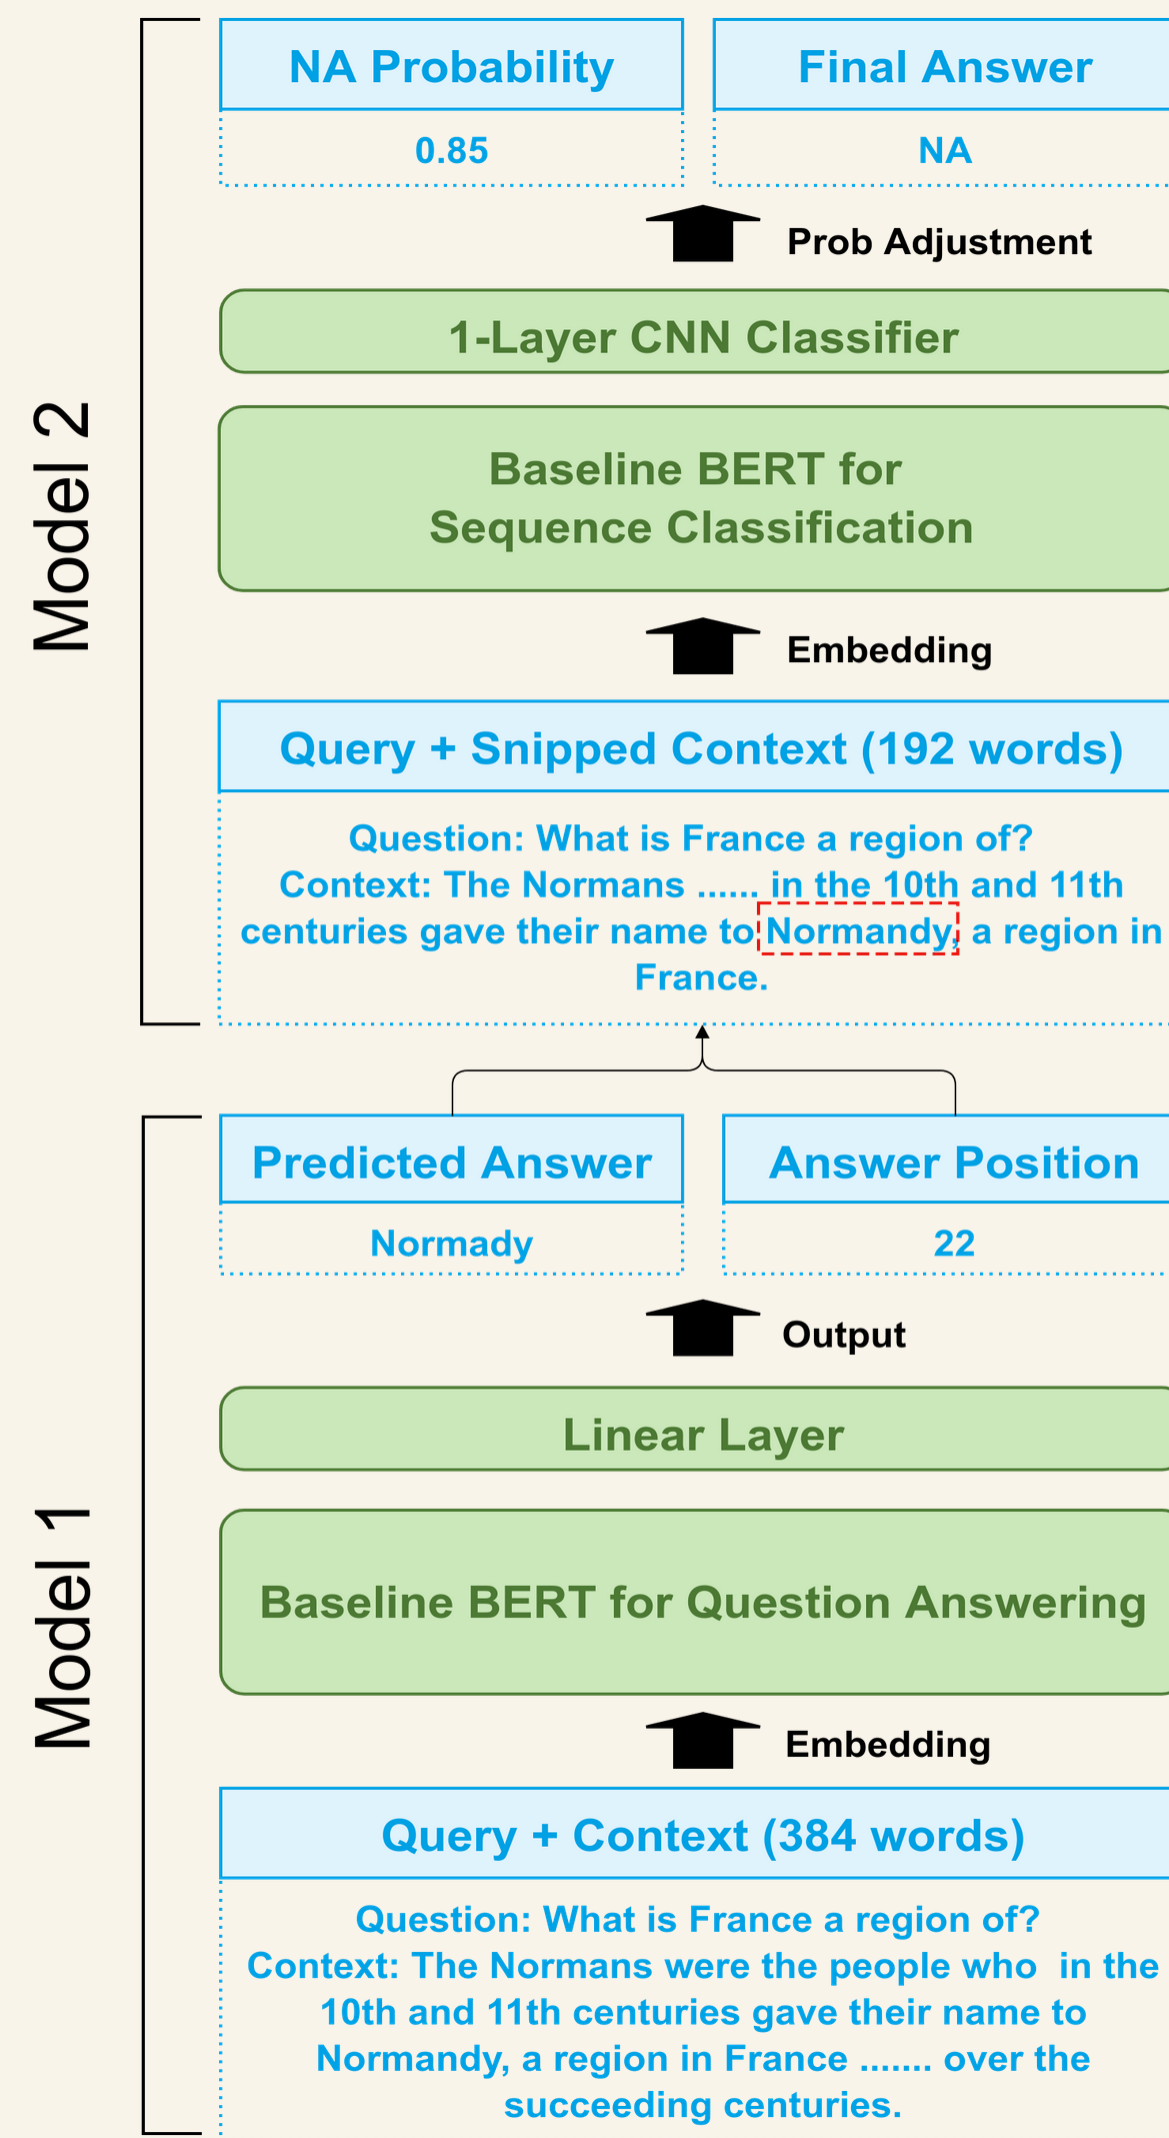 NA Probability
Final Answer
0.85
NA
Prob Adjustment
1-Layer CNN Classifier
Baseline BERT for
Sequence Classification
Model 2
Embedding
Query + Snipped Context (192 words)
Question: What is France a region of?
Context: The Normans ...... in the 10th and 11th
centuries gave their name to Normandy, a region in
France.
Predicted Answer
Answer Position
Normady
22
Output
Linear Layer
Baseline BERT for Question Answering
Model 1
Embedding
Query + Context (384 words)
Question: What is France a region of?
Context: The Normans were the people who  in the
10th and 11th centuries gave their name to
Normandy, a region in France ....... over the
succeeding centuries.